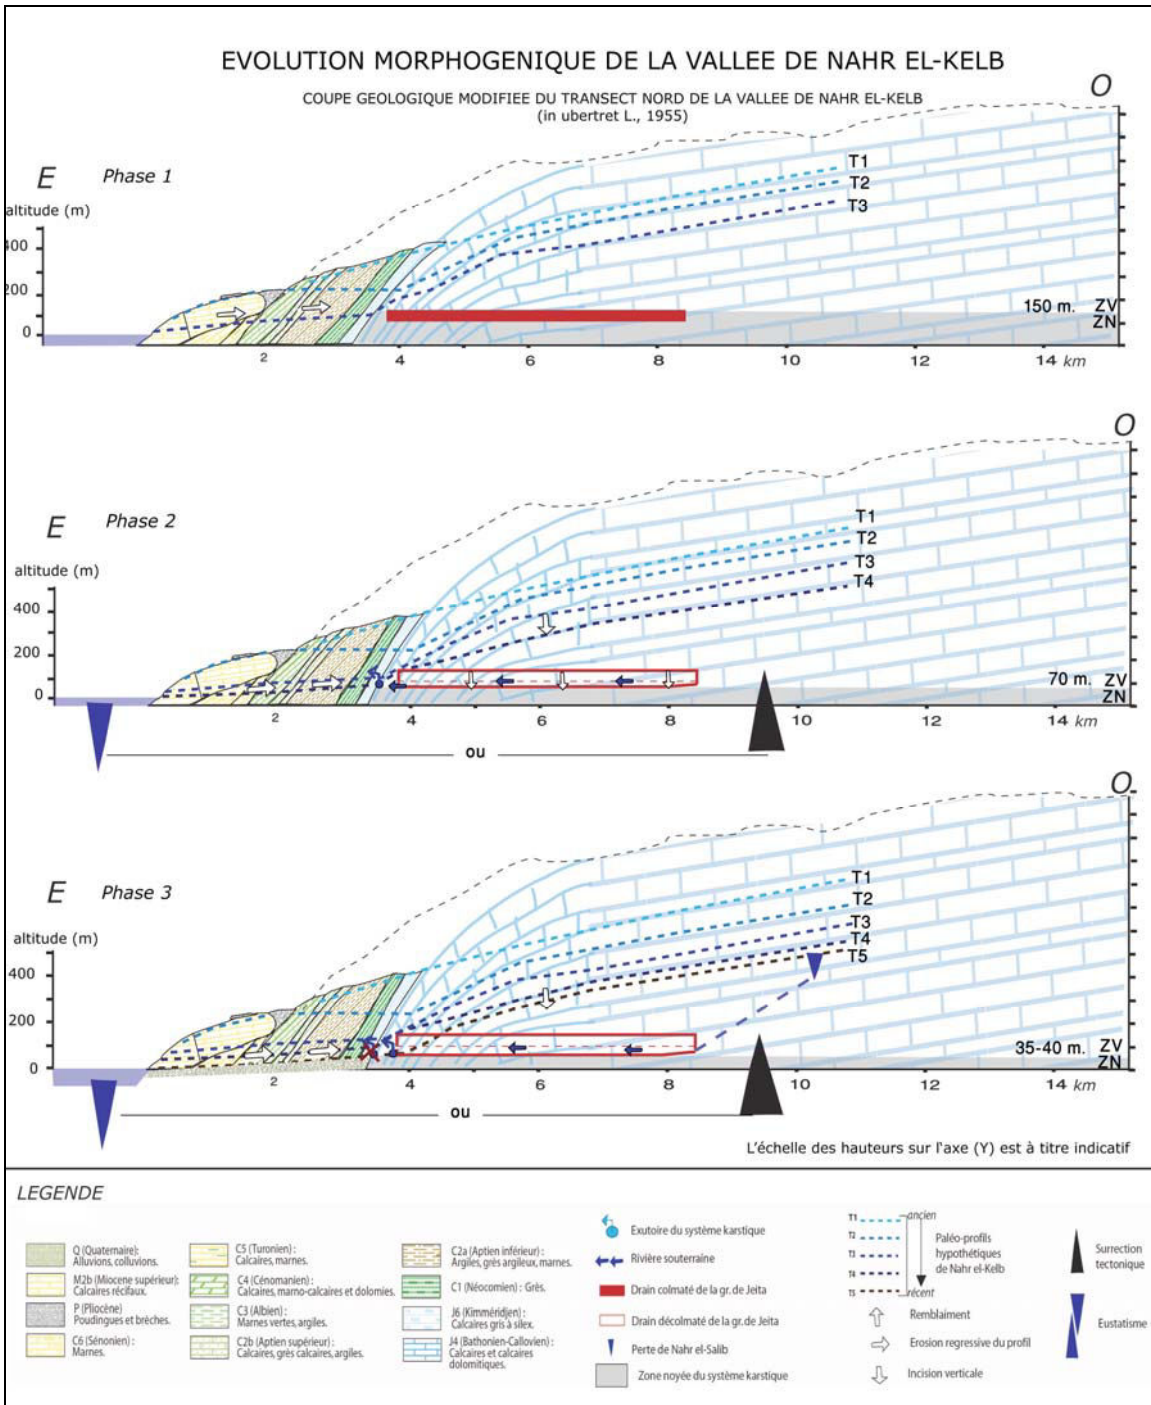 EVOLUTION MORPHOGENIQUE DE LA VALLEE DE NAHR EL-KELB
COUPE GEOLOGIQUE MODIFIEE DU TRANSECT NORD DE LA VALLEE DE NAHR EL-KELB
(in ubertret L., 1955)
O
E
Phase 1
altitude (m)
400
200
0
T1
T2
T3
150 m. ZV
ZN
2 4 6 8 10 12 14 km
O
E
Phase 2
altitude (m)
400
200
0
T1
T2
T3
T4
70 m. ZV
ZN
2 4 6 8 10 12 14 km
ou
O
E
Phase 3
altitude (m)
400
200
0
T1
T2
T3
T4
T5
35-40 m. ZV
ZN
2 4 6 8 10 12 14 km
ou
L'échelle des hauteurs sur l'axe (Y) est à titre indicatif
LEGENDE
Q (Quaternaire):
Alluvions, colluvions.
M2b (Miocene supérieur):
Calcaires récifaux.
P (Pliocène)
Poudingues et brèches.
C6 (Sénonien) :
Marnes.
C5 (Turonien) :
Calcaires, marnes.
C4 (Cénomanien) :
Calcaires, marno-calcaires et dolomies.
C3 (Albien) :
Marnes vertes, argiles.
C2b (Aptien supérieur) :
Calcaires, grès calcaires, argiles.
C2a (Aptien inférieur) :
Argiles, grès argileux, marnes.
C1 (Néocomien) : Grès.
J6 (Kimméridjen) :
Calcaires gris à silex.
J4 (Bathonien-Callovien) :
Calcaires et calcaires
dolomitiques.
Exutoire du système karstique
Rivière souterraine
Drain colmaté de la gr. de Jeita
Drain décolmaté de la gr. de Jeita
Perte de Nahr el-Salib
Zone noyée du système karstique
T1
T2
T3
T4
T5
ancien
récent
Paléo-profils
hypothétiques
de Nahr el-Kelb
Remblaiment
Erosion regressive du profil
Incision verticale
Surrection
tectonique
Eustatisme